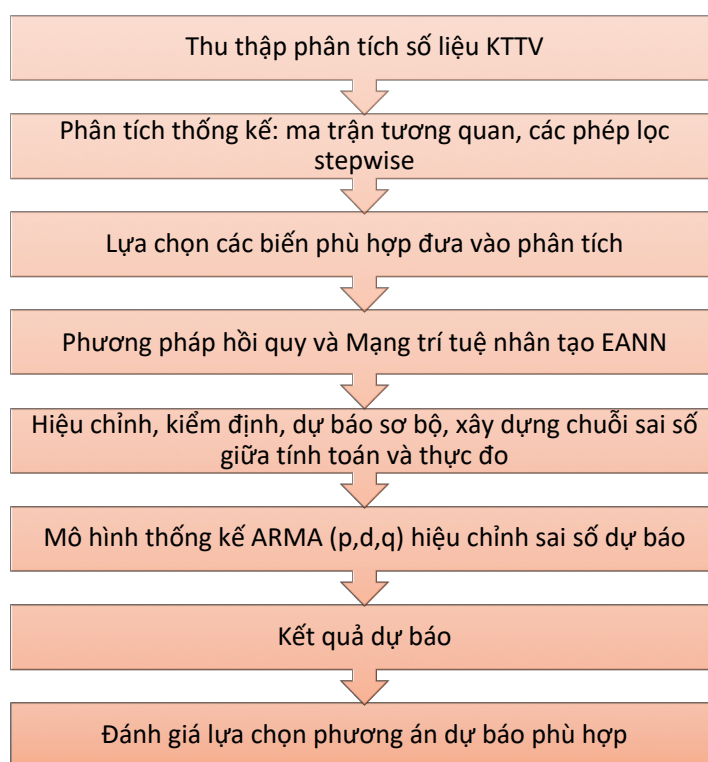 Thu thập phân tích số liệu KTTV
Phân tích thống kế: ma trận tương quan, các phép lọc
stepwise
Lựa chọn các biến phù hợp đưa vào phân tích
Phương pháp hồi quy và Mạng trí tuệ nhân tạo EANN
Hiệu chỉnh, kiểm định, dự báo sơ bộ, xây dựng chuỗi sai số
giữa tính toán và thực đo
Mô hình thống kế ARMA (p,d,q) hiệu chỉnh sai số dự báo
Kết quả dự báo
Đánh giá lựa chọn phương án dự báo phù hợp